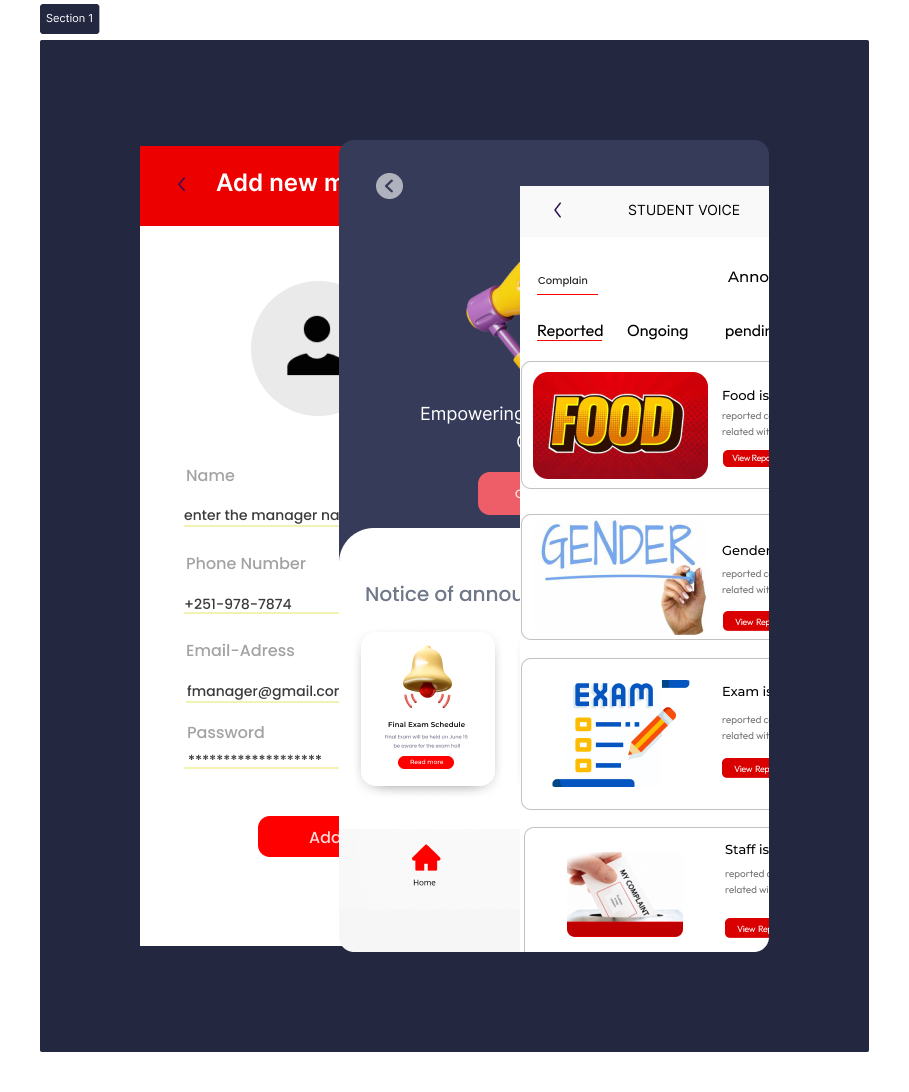 Section 1
Add new m
Name
enter the manager na
Phone Number
+251-978-7874
Email-Adress
fmanager@gmail.cor
Password
*******************
Empowering
Notice of annou
Final Exam Schedule
Final Exam will be held on June 15
be aware for the exam hall
Read more
Home
STUDENT VOICE
Complain
Anno
Reported
Ongoing
pendin
FOOD
Food is
reported c
related wit
View Repo
GENDER
Gender
reported c
related wit
View Rep
EXAM
Exam is
reported c
related wit
View Rep
MY COMPLAINT
Staff is
reported c
related wi
View Rep